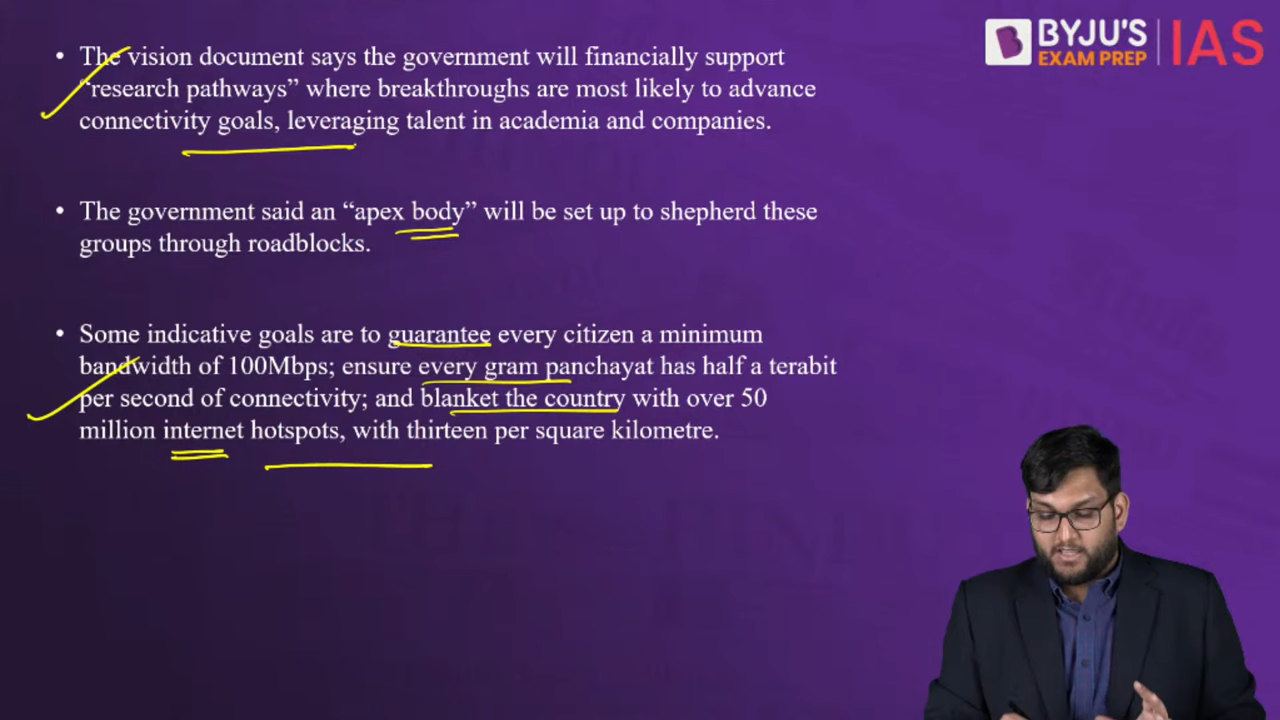 • The vision document says the government will financially support
“research pathways” where breakthroughs are most likely to advance
connectivity goals, leveraging talent in academia and companies.
• The government said an “apex body” will be set up to shepherd these
groups through roadblocks.
• Some indicative goals are to guarantee every citizen a minimum
bandwidth of 100Mbps; ensure every gram panchayat has half a terabit
per second of connectivity; and blanket the country with over 50
million internet hotspots, with thirteen per square kilometre.
BYJU'S
EXAM PREP
IAS